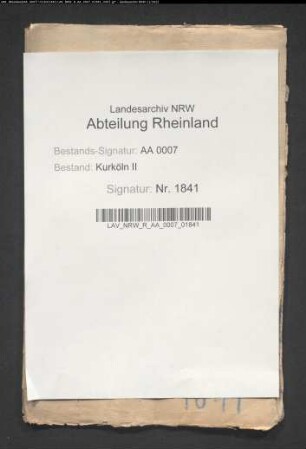 Landesarchiv NRW
Abteilung Rheinland
Bestands-Signatur: AA 0007
Bestand: Kurköln II
Signatur: Nr. 1841
LAV_NRW_R_AA_0007_01841